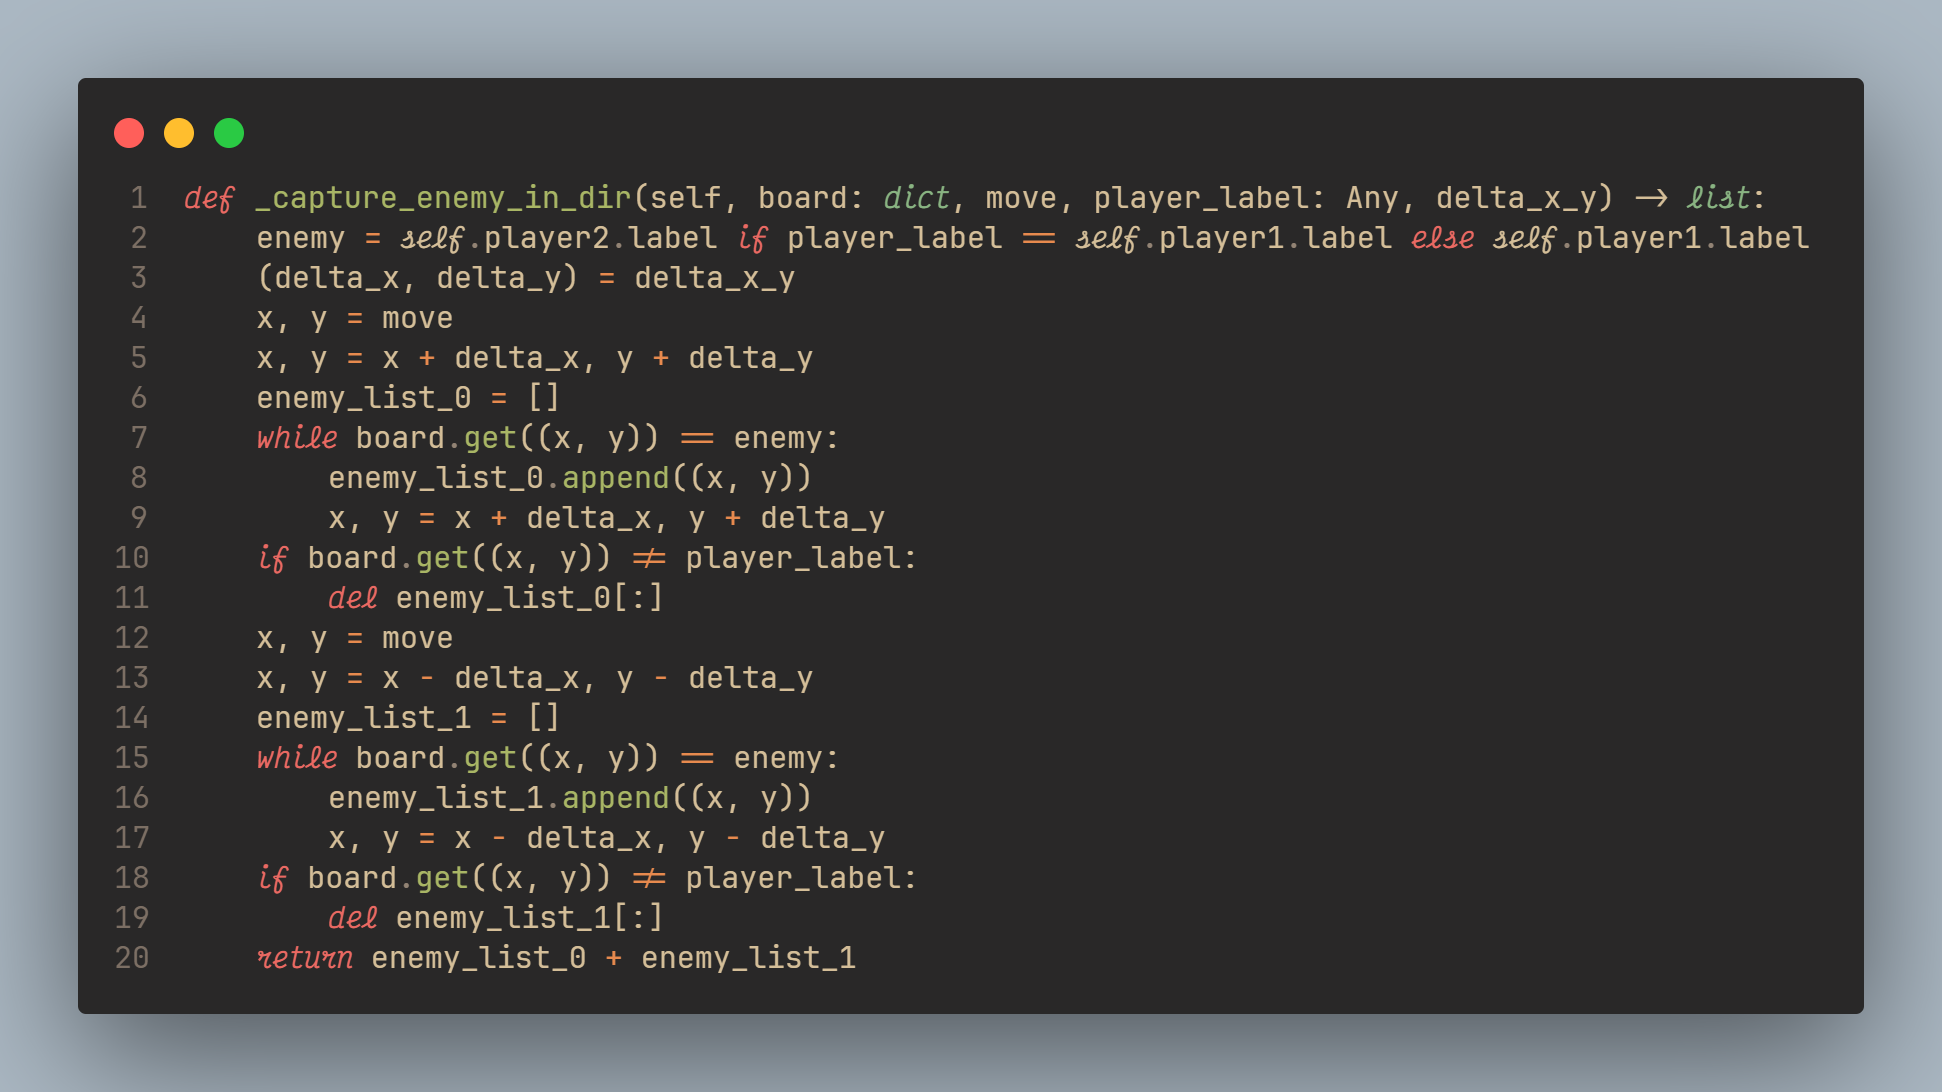 1 def _capture_enemy_in_dir(self, board: dict, move, player_label: Any, delta_x_y) -> list:
2     enemy = self.player2.label if player_label == self.player1.label else self.player1.label
3     (delta_x, delta_y) = delta_x_y
4     x, y = move
5     x, y = x + delta_x, y + delta_y
6     enemy_list_0 = []
7     while board.get((x, y)) == enemy:
8         enemy_list_0.append((x, y))
9         x, y = x + delta_x, y + delta_y
10     if board.get((x, y)) != player_label:
11         del enemy_list_0[:]
12     x, y = move
13     x, y = x - delta_x, y - delta_y
14     enemy_list_1 = []
15     while board.get((x, y)) == enemy:
16         enemy_list_1.append((x, y))
17         x, y = x - delta_x, y - delta_y
18     if board.get((x, y)) != player_label:
19         del enemy_list_1[:]
20     return enemy_list_0 + enemy_list_1